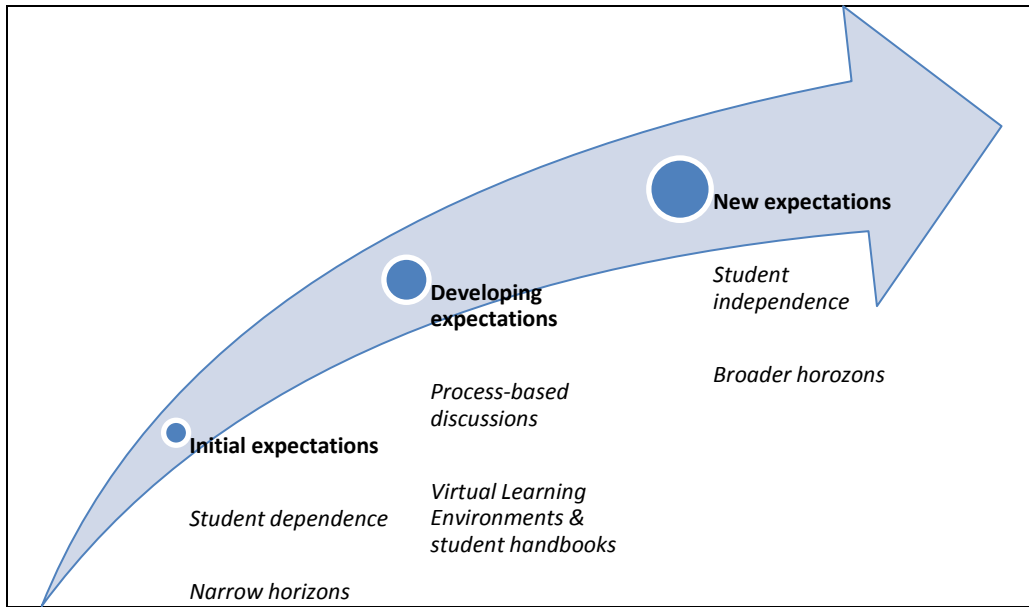 Initial expectations
Student dependence
Narrow horizons
Developing
expectations
Process-based
discussions
Virtual Learning
Environments &
student handbooks
New expectations
Student
independence
Broader horozons